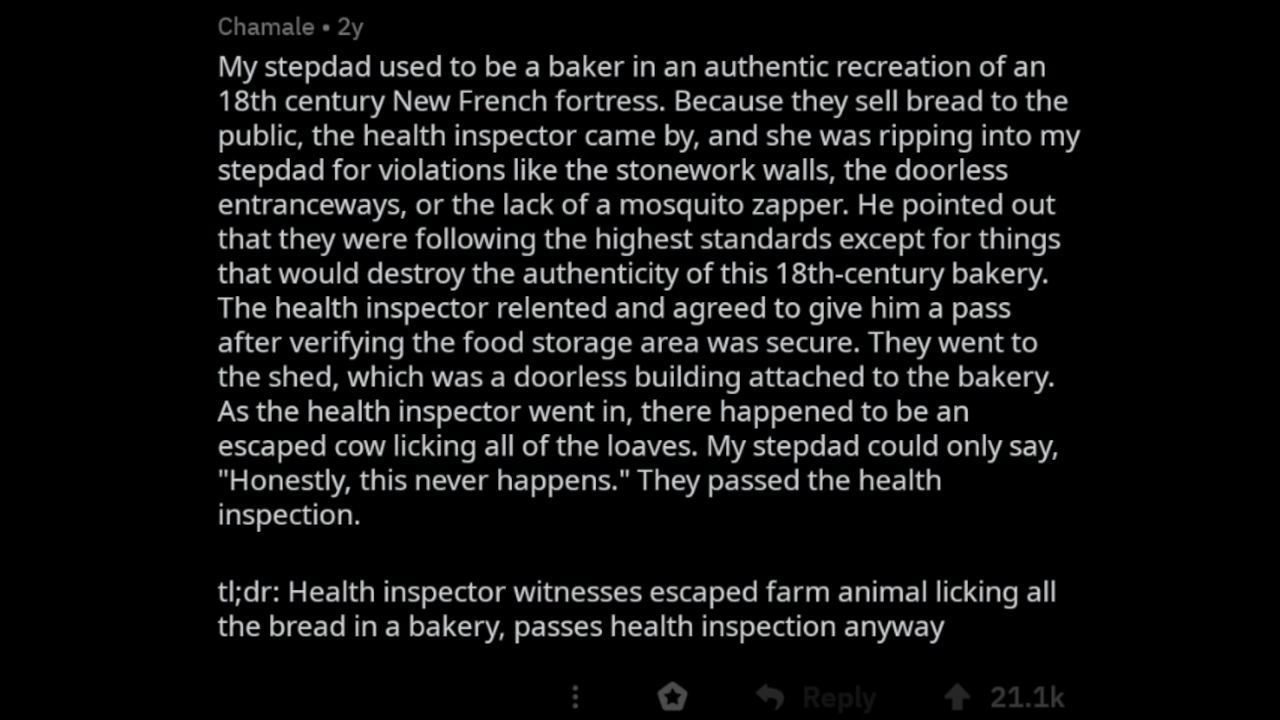 Chamale • 2y
My stepdad used to be a baker in an authentic recreation of an
18th century New French fortress. Because they sell bread to the
public, the health inspector came by, and she was ripping into my
stepdad for violations like the stonework walls, the doorless
entranceways, or the lack of a mosquito zapper. He pointed out
that they were following the highest standards except for things
that would destroy the authenticity of this 18th-century bakery.
The health inspector relented and agreed to give him a pass
after verifying the food storage area was secure. They went to
the shed, which was a doorless building attached to the bakery.
As the health inspector went in, there happened to be an
escaped cow licking all of the loaves. My stepdad could only say,
"Honestly, this never happens." They passed the health
inspection.
tl;dr: Health inspector witnesses escaped farm animal licking all
the bread in a bakery, passes health inspection anyway
Reply 21.1k